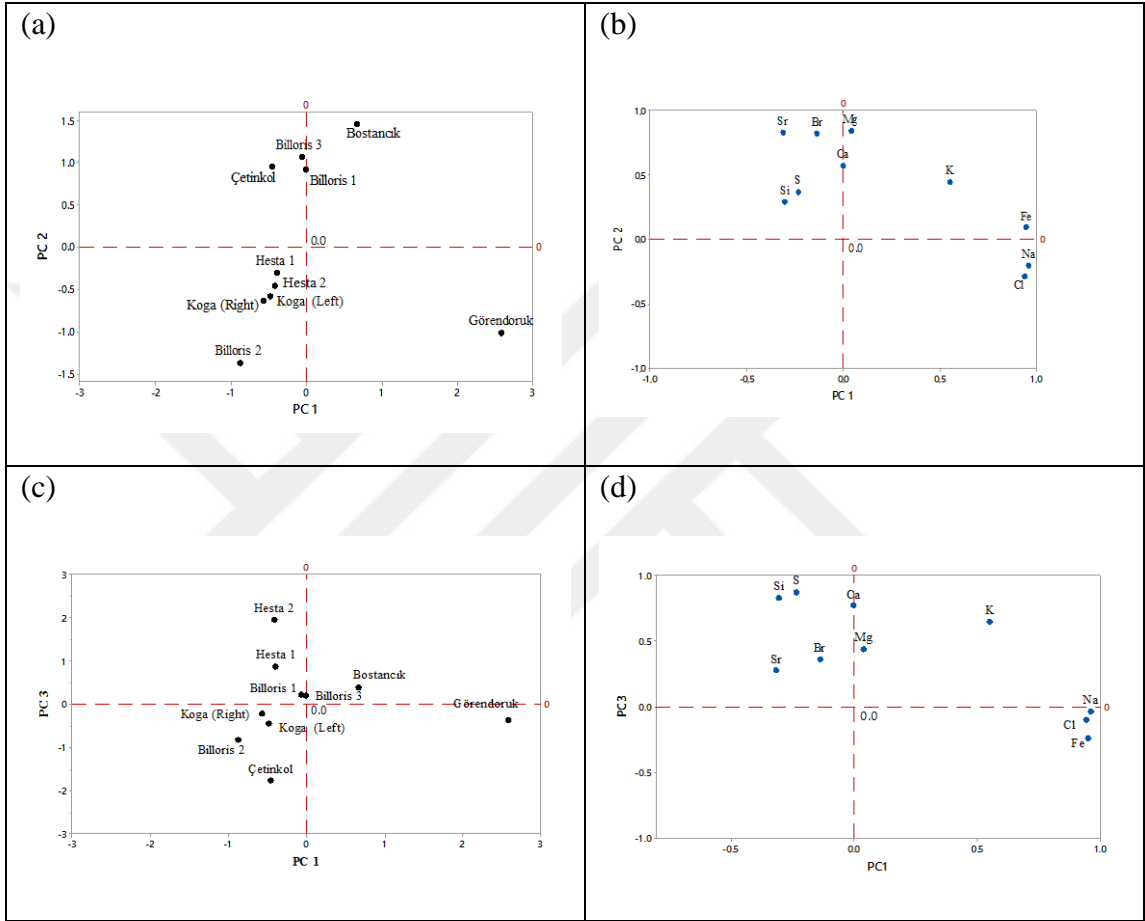 (a)
0
1.5
1.0
0.5
0.0
-0.5
-1.0
-1.5
PC 2
Bostancık
Billoris 3
Çetinkol
Billoris 1
0.0
0
Hesta 1
Hesta 2
Koga (Right)
Koga (Left)
Görendoruk
Billoris 2
-3
-2
-1
0
1
2
3
PC 1
(b)
0
1,0
0,5
0,0
-0,5
-1,0
PC 2
Sr
Br
Mg
Ca
K
S
Si
Fe
0
0.0
Na
Cl
-1,0
-0,5
0,0
0,5
1,0
PC 1
(c)
0
3
2
1
0
-1
-2
-3
PC 3
Hesta 2
Hesta 1
Bostancık
Billoris 1
Billoris 3
Görendoruk
0
Koga (Right)
0.0
Koga (Left)
Billoris 2
Çetinkol
-3
-2
-1
0
1
2
3
PC 1
(d)
0
1.0
0.5
0.0
-0.5
-1.0
PC3
Si
S
Ca
K
Mg
Br
Sr
Na
0
0.0
Cl
Fe
-0.5
0.0
0.5
1.0
PC1